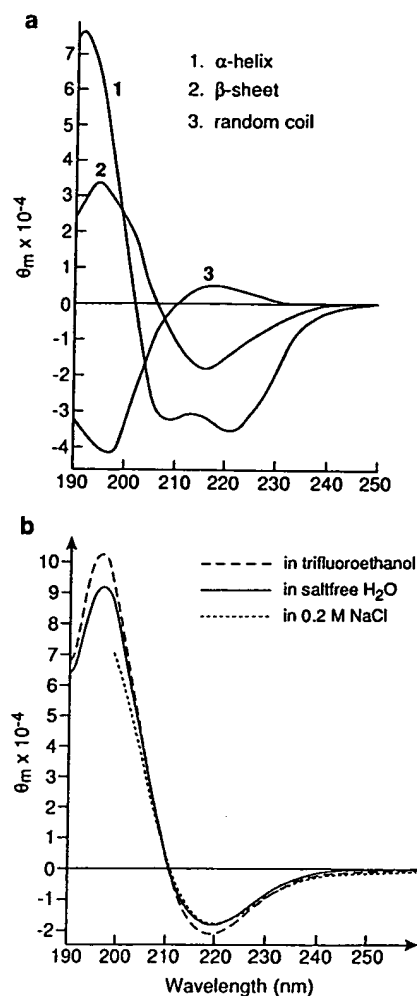 a
1. α-helix
2. β-sheet
3. random coil
7
6
5
4
3
2
1
0
-1
-2
-3
-4
θm x 10⁻⁴
1
2
3
190 200 210 220 230 240 250
b
in trifluoroethanol
in saltfree H₂O
in 0.2 M NaCl
10
9
8
7
6
5
4
3
2
1
0
-1
-2
θm x 10⁻⁴
190 200 210 220 230 240 250
Wavelength (nm)